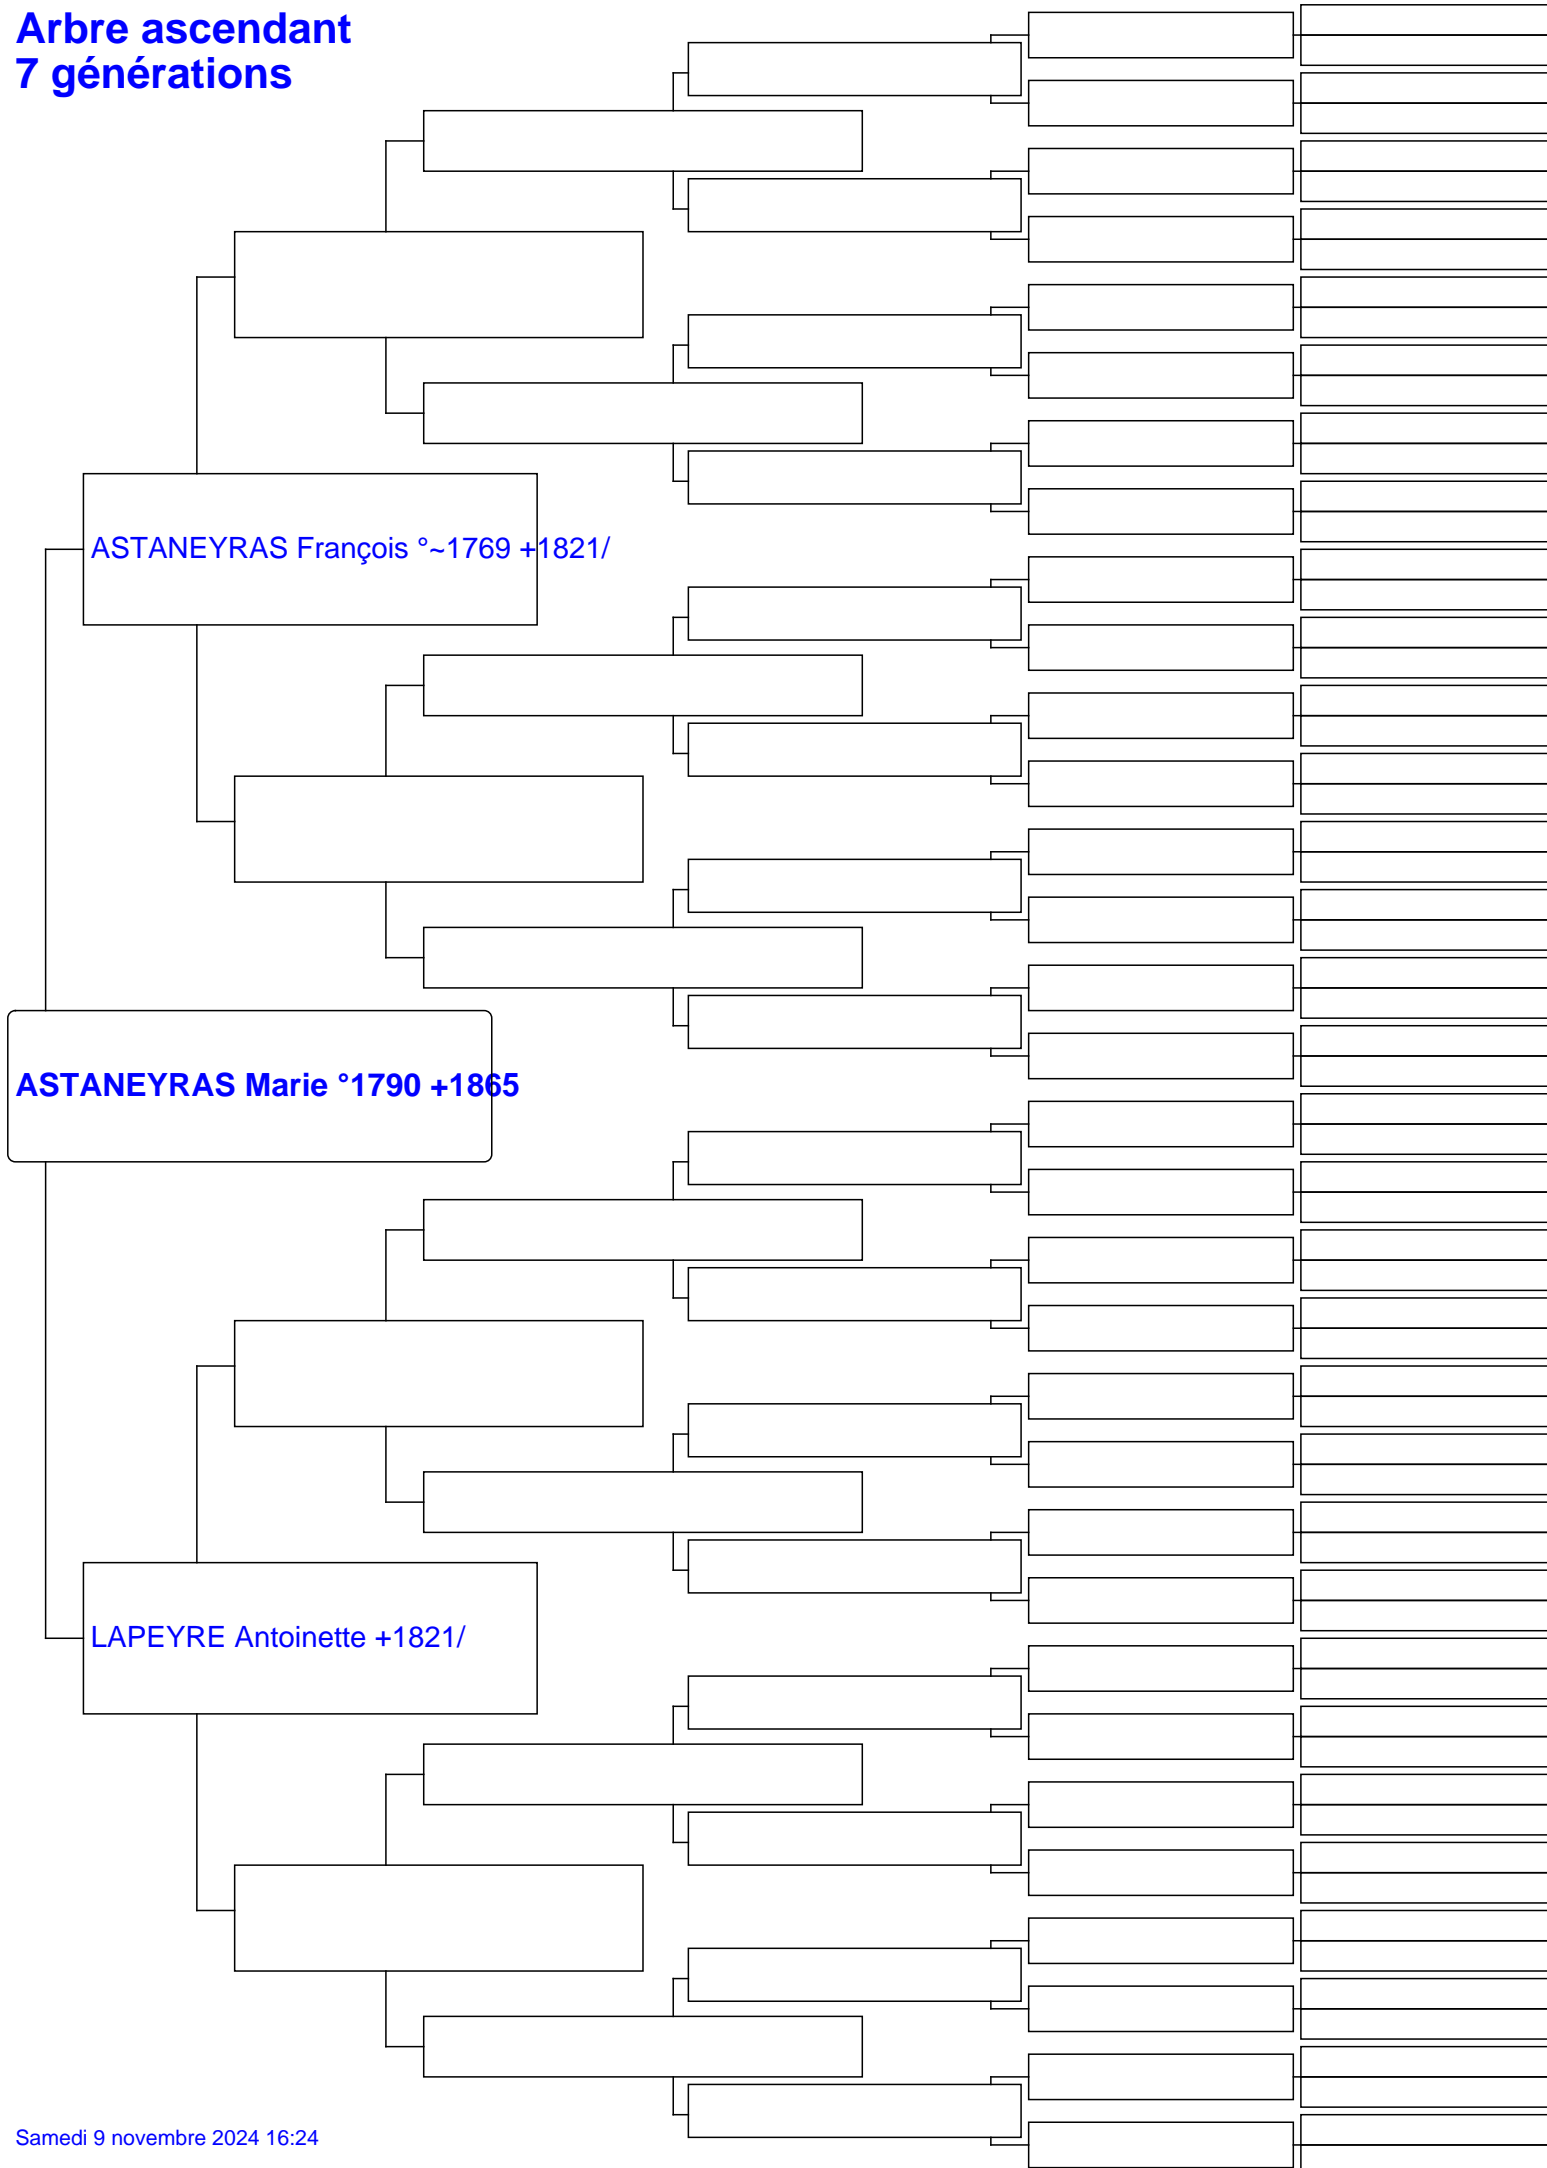 Arbre ascendant
7 générations
ASTANEYRAS François °~1769 +1821/
ASTANEYRAS Marie °1790 +1865
LAPEYRE Antoinette +1821/
Samedi 9 novembre 2024 16:24